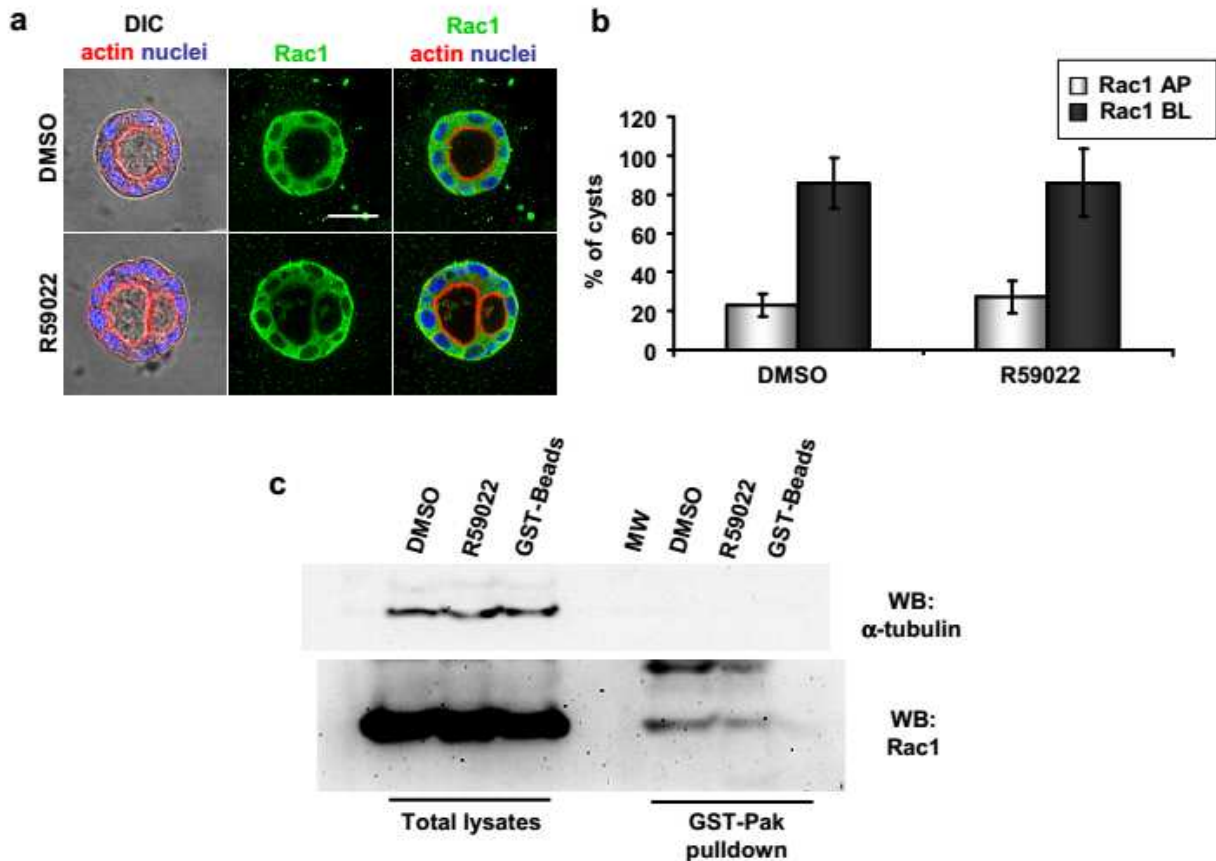 a
DIC
actin nuclei
Rac1
Rac1
actin nuclei
DMSO
R59022
b
Rac1 AP
Rac1 BL
120
100
80
60
40
20
0
% of cysts
DMSO
R59022
c
DMSO
R59022
GST-Beads
MW
DMSO
R59022
GST-Beads
WB:
α-tubulin
WB:
Rac1
Total lysates
GST-Pak
pulldown